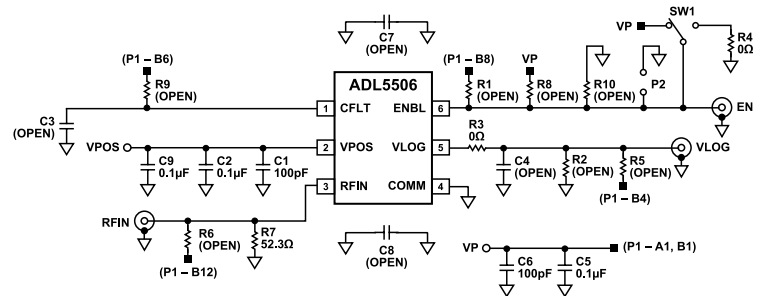 C7
(OPEN)
SW1
VP
R4
0Ω
(P1 – B6)
R9
(OPEN)
C3
(OPEN)
ADL5506
1
CFLT
ENBL
6
2
VPOS
VLOG
5
3
RFIN
COMM
4
(P1 – B8)
R1
(OPEN)
VP
R8
(OPEN)
R10
(OPEN)
P2
EN
VPOS
C9
0.1µF
C2
0.1µF
C1
100pF
R3
0Ω
C4
(OPEN)
R2
(OPEN)
R5
(OPEN)
(P1 – B4)
VLOG
RFIN
R6
(OPEN)
(P1 – B12)
R7
52.3Ω
C8
(OPEN)
VP
C6
100pF
C5
0.1µF
(P1 – A1, B1)